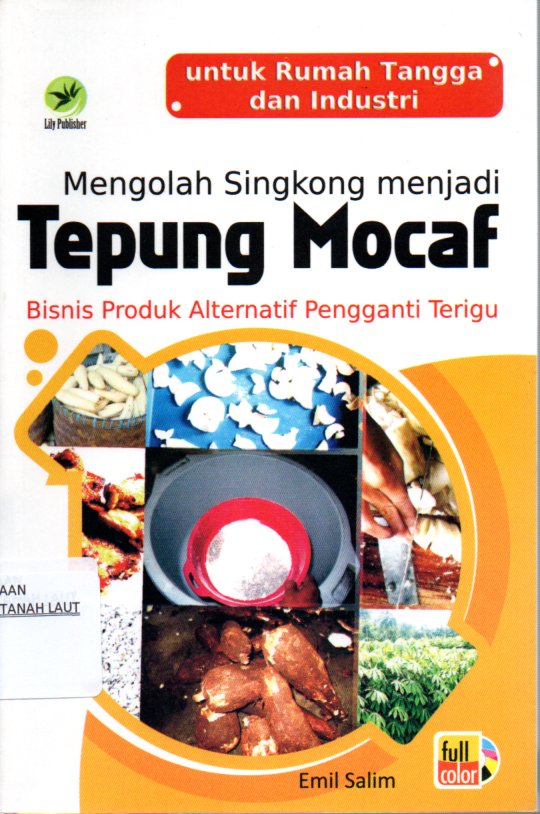 untuk Rumah Tangga
dan Industri
Lily Publisher
Mengolah Singkong menjadi
Tepung Mocaf
Bisnis Produk Alternatif Pengganti Terigu
AAN
TANAH LAUT
Emil Salim
full
color